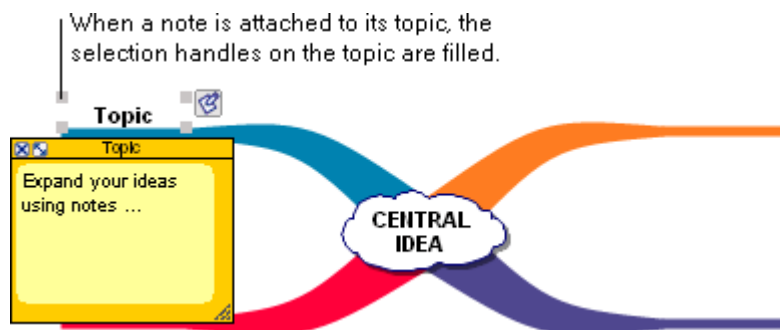 When a note is attached to its topic, the
selection handles on the topic are filled.
Topic
Topic
Expand your ideas
using notes ...
CENTRAL
IDEA